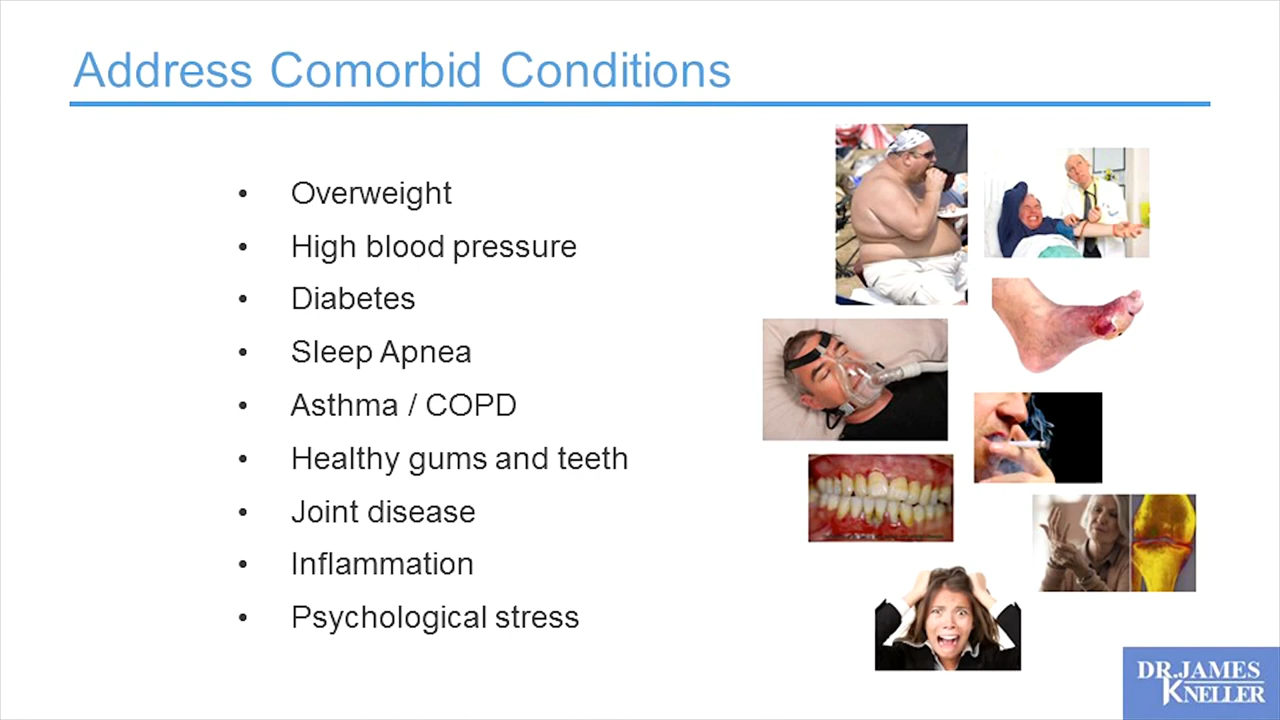 Address Comorbid Conditions
• Overweight
• High blood pressure
• Diabetes
• Sleep Apnea
• Asthma / COPD
• Healthy gums and teeth
• Joint disease
• Inflammation
• Psychological stress
DR. JAMES
KNELLER